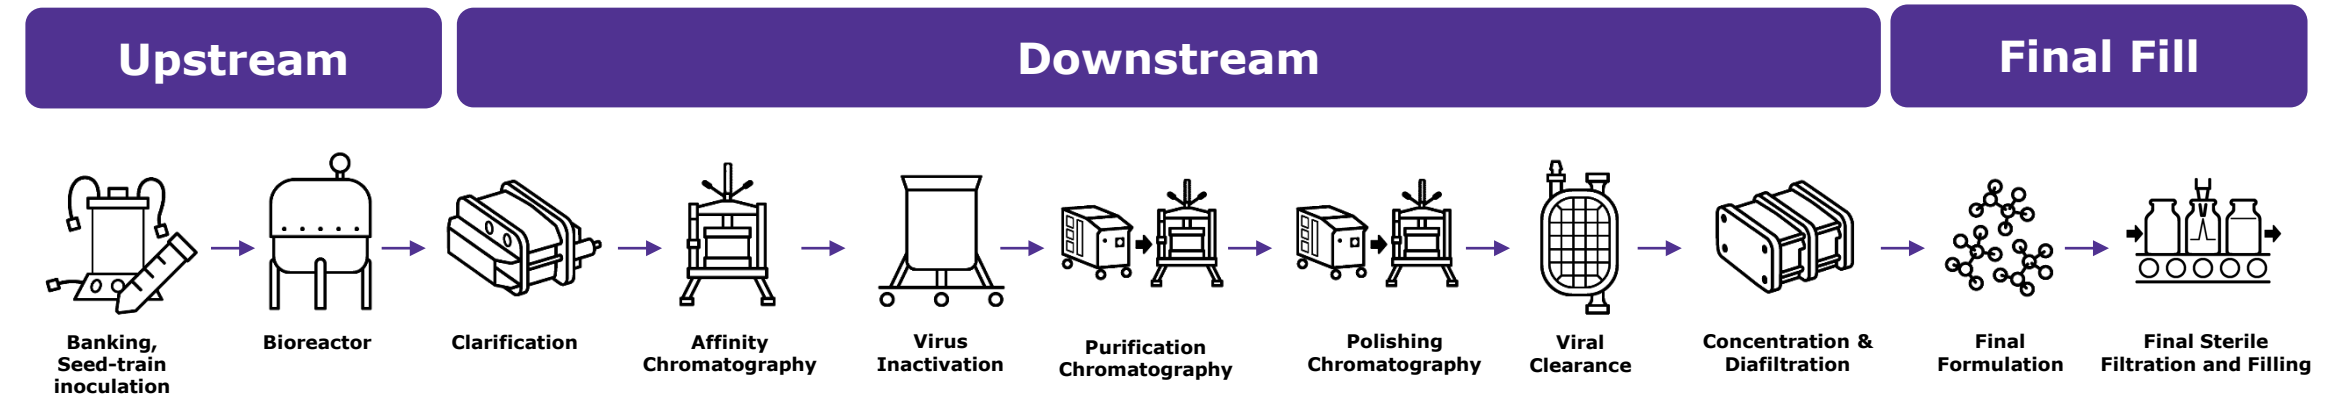 Upstream
Downstream
Final Fill
Banking,
Seed-train
inoculation
Bioreactor
Clarification
Affinity
Chromatography
Virus
Inactivation
Purification
Chromatography
Polishing
Chromatography
Viral
Clearance
Concentration &
Diafiltration
Final
Formulation
Final Sterile
Filtration and Filling